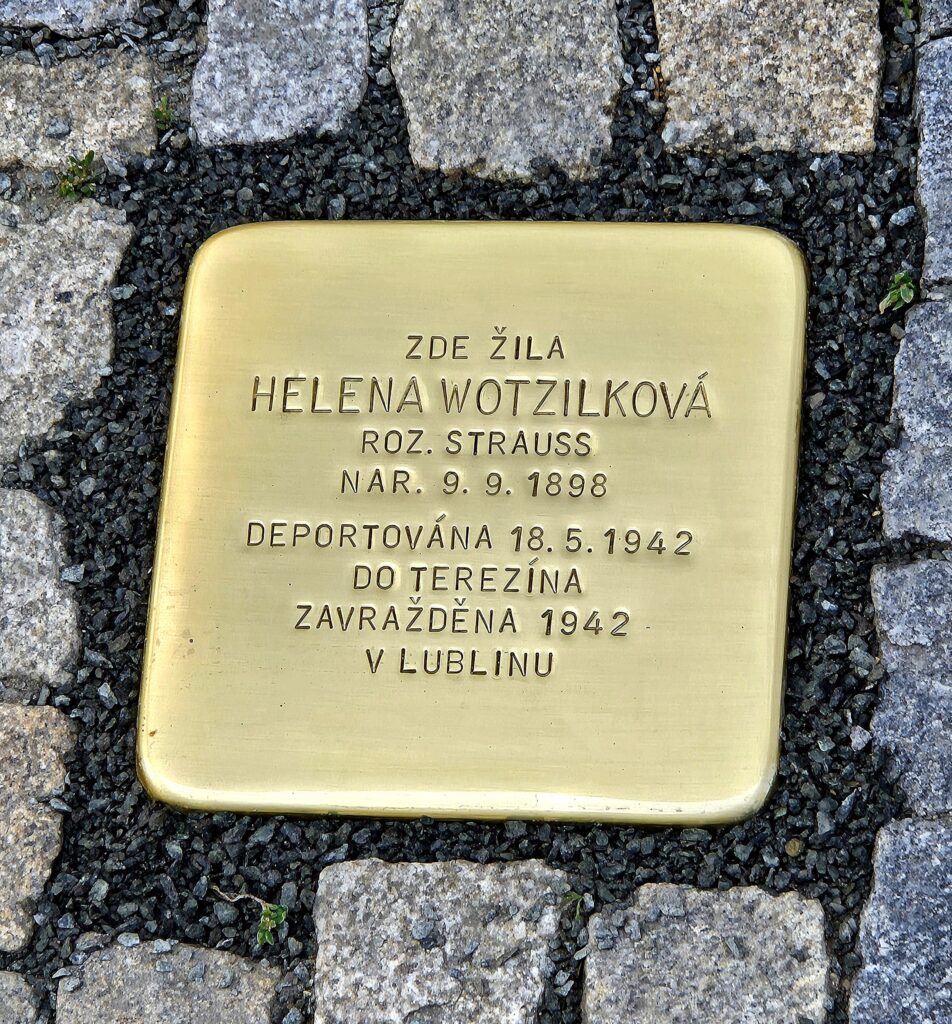 ZDE ŽILA
HELENA WOTZILKOVÁ
ROZ. STRAUSS
NAR. 9. 9. 1898
DEPORTOVÁNA 18. 5. 1942
DO TEREZÍNA
ZAVRAŽDĚNA 1942
V LUBLINU